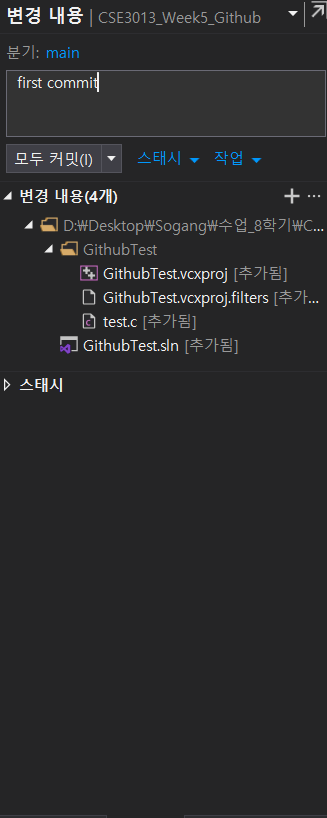 변경 내용 | CSE3013_Week5_Github
분기: main
first commit
모두 커밋(I) 스태시 작업
변경 내용(4개)
D:₩Desktop₩Sogang₩수업_8학기₩C...
GithubTest
GithubTest.vcxproj [추가됨]
GithubTest.vcxproj.filters [추가...
test.c [추가됨]
GithubTest.sln [추가됨]
스태시